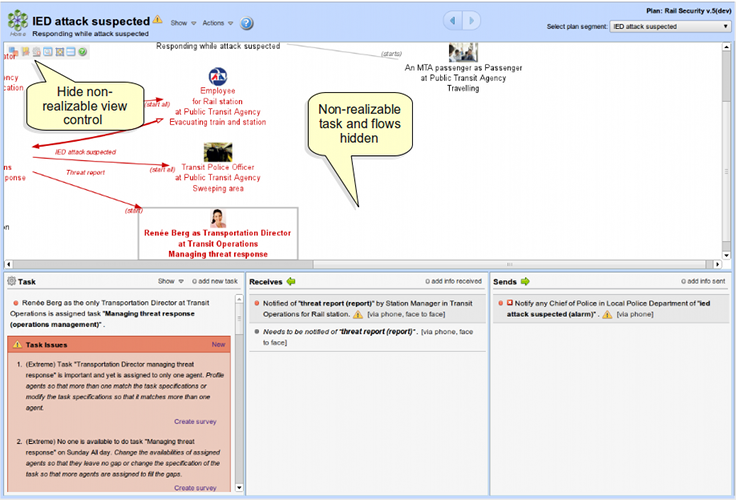 IED attack suspected
Show
Actions
Responding while attack suspected
Home
Plan: Rail Security v.5(dev)
Select plan segment:
IED attack suspected
Responding while attack suspected
(starts)
An MTA passenger as Passenger
at Public Transit Agency
Travelling
Hide non-
realizable view
control
Non-realizable
task and flows
hidden
Employee
for Rail station
at Public Transit Agency
Evacuating train and station
(start all)
IED attack suspected
Threat report
(start all)
Transit Police Officer
at Public Transit Agency
Sweeping area
(start)
Renée Berg as Transportation Director
at Transit Operations
Managing threat response
Task
Show
add new task
Renée Berg as the only Transportation Director at Transit
Operations is assigned task "Managing threat response
(operations management)" .
Task Issues
New
1. (Extreme) Task "Transportation Director managing threat
response" is important and yet is assigned to only one agent. Profile
agents so that more than one match the task specifications or
modify the task specifications so that it matches more than one
agent.
Create survey
2. (Extreme) No one is available to do task "Managing threat
response" on Sunday All day. Change the availabilities of assigned
agents so that they leave no gap or change the specification of the
task so that more agents are assigned to fill the gaps.
Create survey
Receives
add info received
Notified of "threat report (report)" by Station Manager in Transit
Operations for Rail station.
[via phone, face to face]
Needs to be notified of "threat report (report)" . [via phone, face
to face]
Sends
add info sent
Notify any Chief of Police in Local Police Department of "ied
attack suspected (alarm)" .
[via phone]